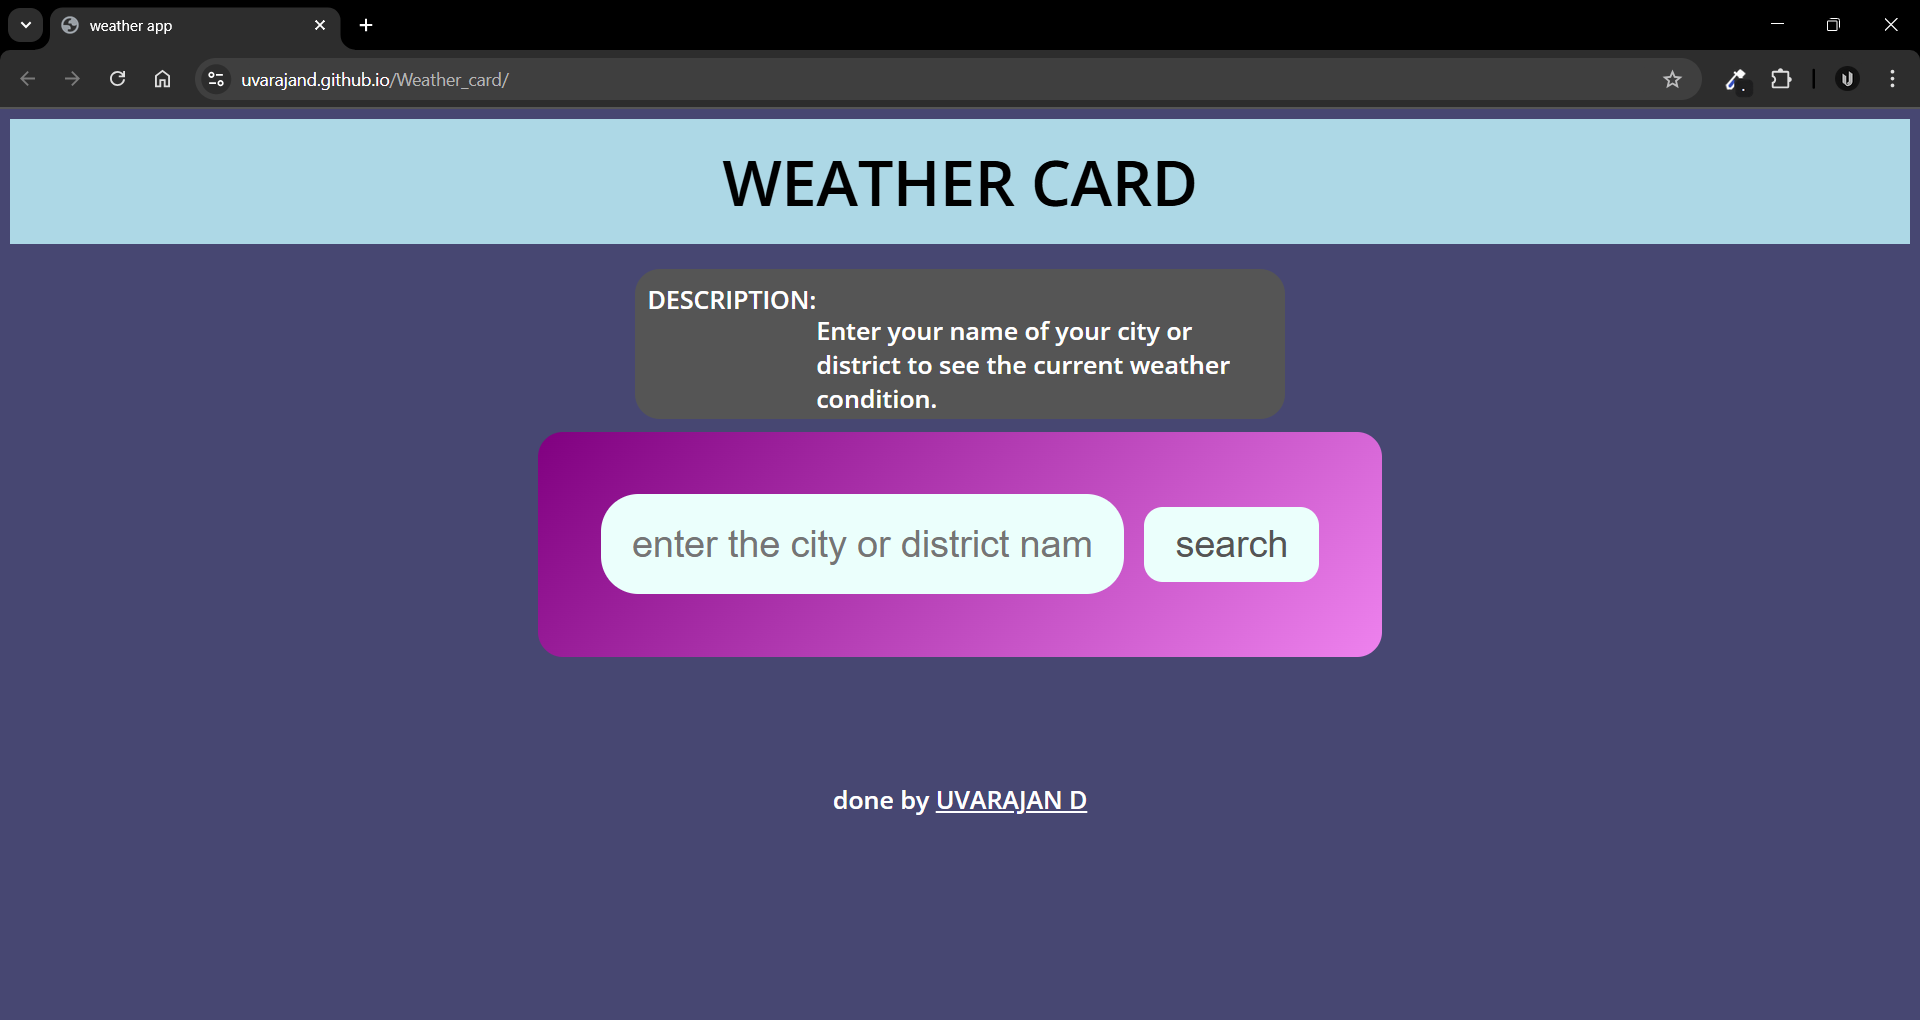 weather app
uvarajand.github.io/Weather_card/
WEATHER CARD
DESCRIPTION:
Enter your name of your city or
district to see the current weather
condition.
enter the city or district nam
search
done by UVARAJAN D